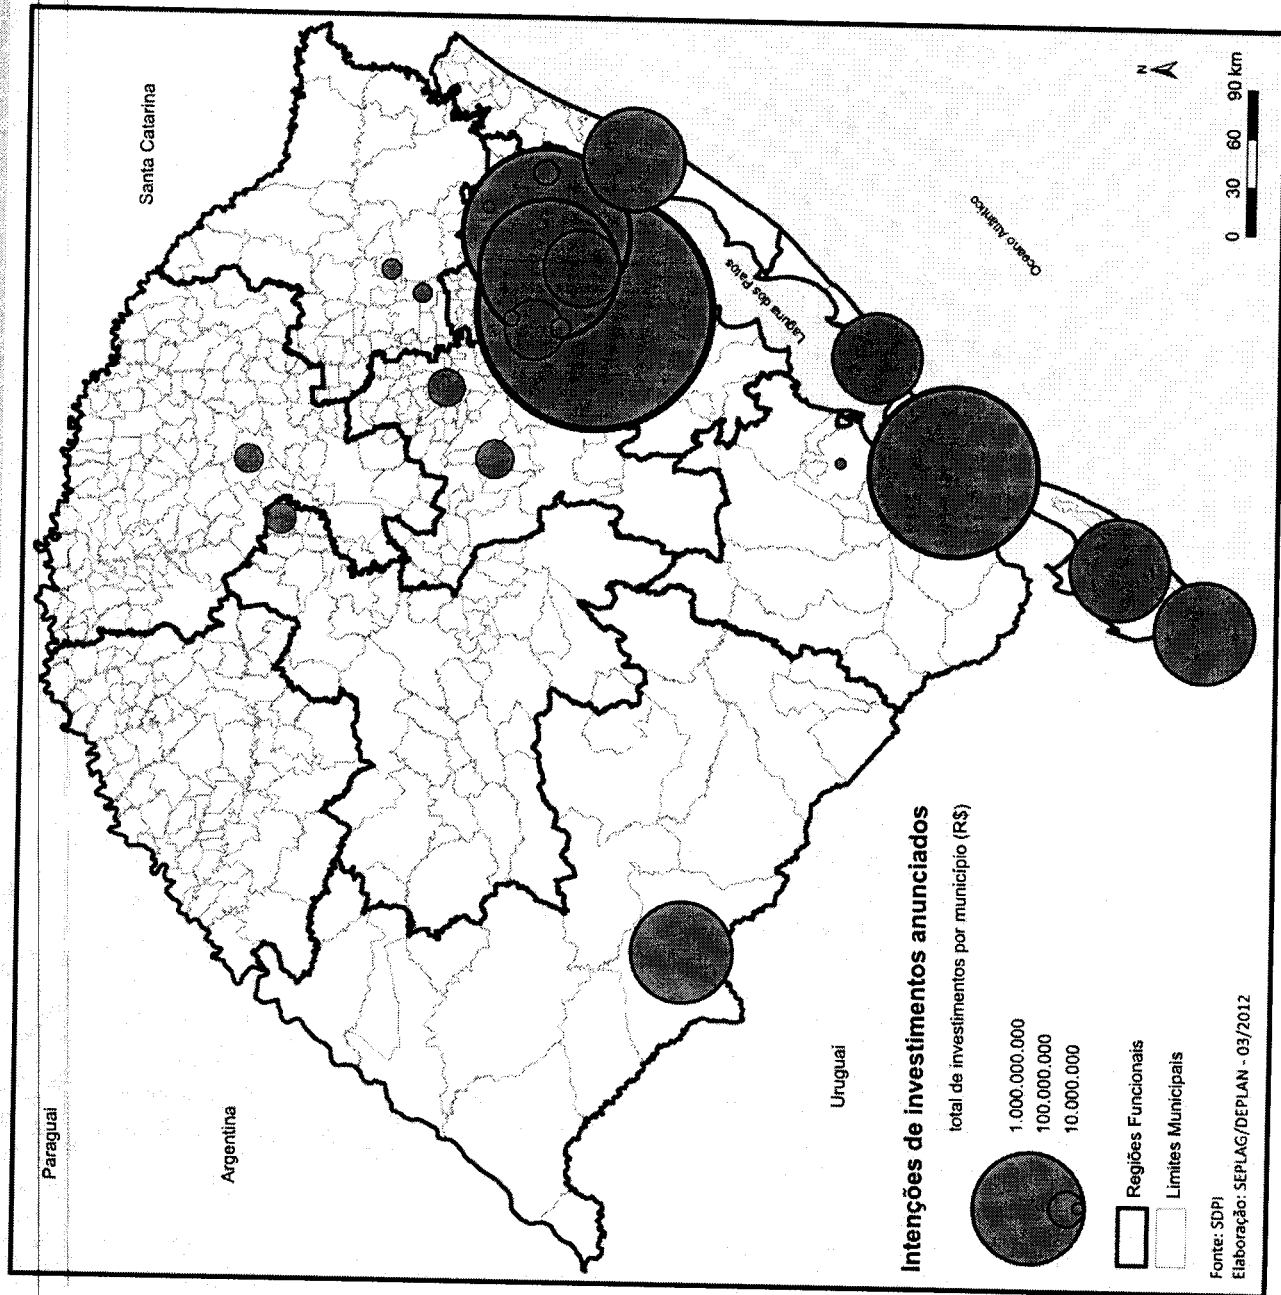 Paraguai
Argentina
Santa Catarina
Uruguai
Laguna dos Patos
Oceano Atlântico
N
0 30 60 90 km
Intenções de investimentos anunciados
total de investimentos por município (R$)
1.000.000.000
100.000.000
10.000.000
Regiões Funcionais
Limites Municipais
Fonte: SDPI
Elaboração: SEPLAG/DEPLAN - 03/2012